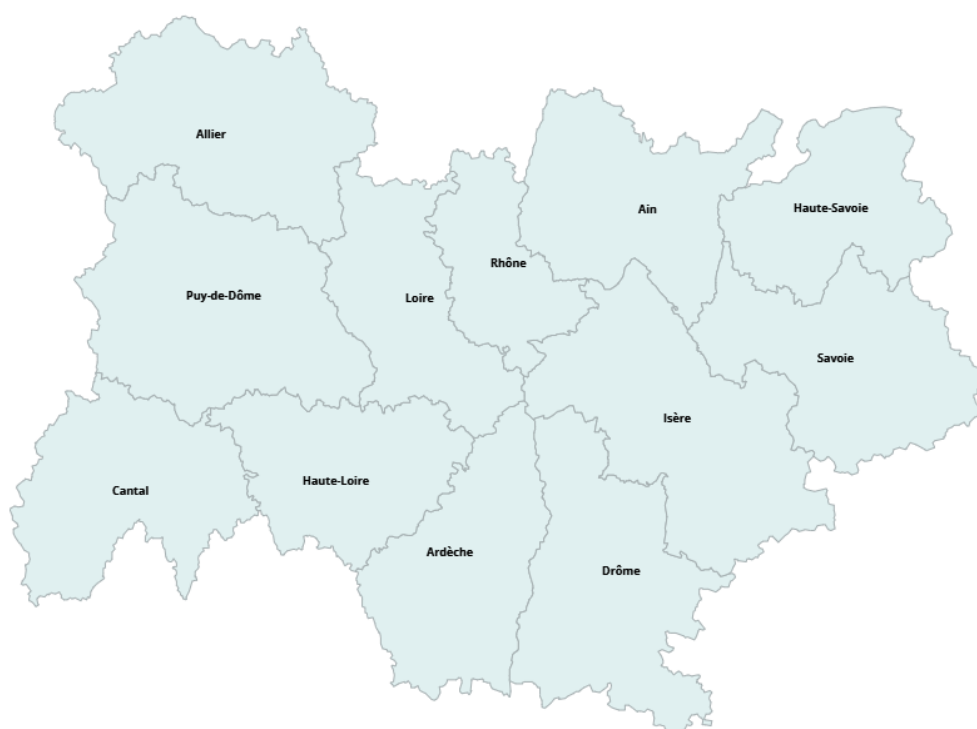 Allier
Ain
Haute-Savoie
Rhône
Puy-de-Dôme
Loire
Savoie
Isère
Haute-Loire
Cantal
Ardèche
Drôme